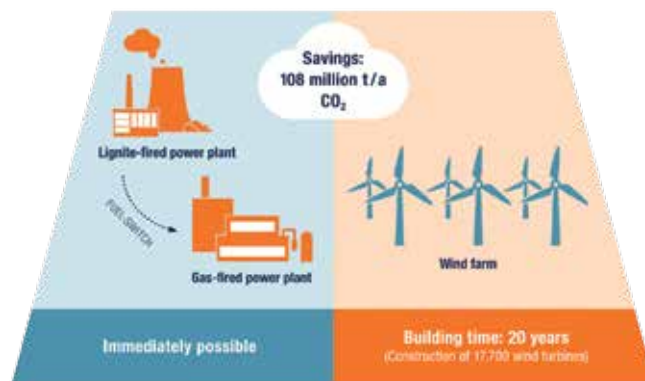 Savings:
108 million t/a
CO₂
Lignite-fired power plant
FUEL SWITCH
Gas-fired power plant
Wind farm
Immediately possible
Building time: 20 years
(Construction of 17,700 wind turbines)